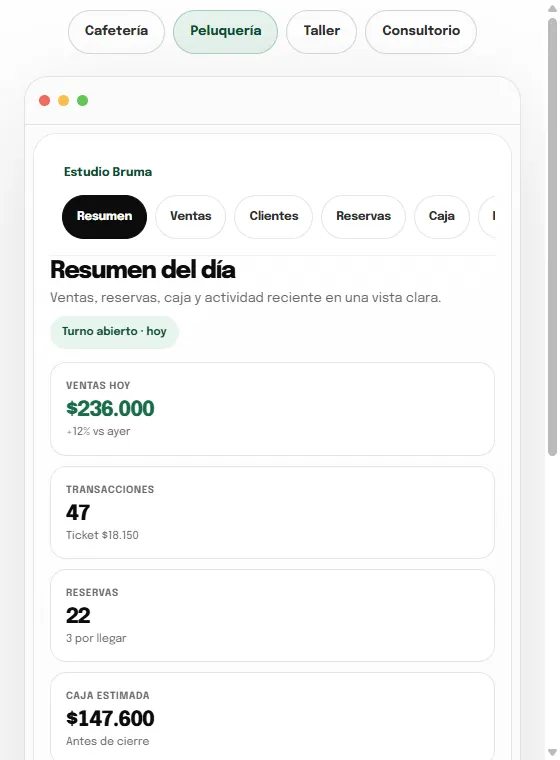 Cafetería
Peluquería
Taller
Consultorio
Estudio Bruma
Resumen
Ventas
Clientes
Reservas
Caja
Resumen del día
Ventas, reservas, caja y actividad reciente en una vista clara.
Turno abierto · hoy
VENTAS HOY
$236.000
+12% vs ayer
TRANSACCIONES
47
Ticket $18.150
RESERVAS
22
3 por llegar
CAJA ESTIMADA
$147.600
Antes de cierre